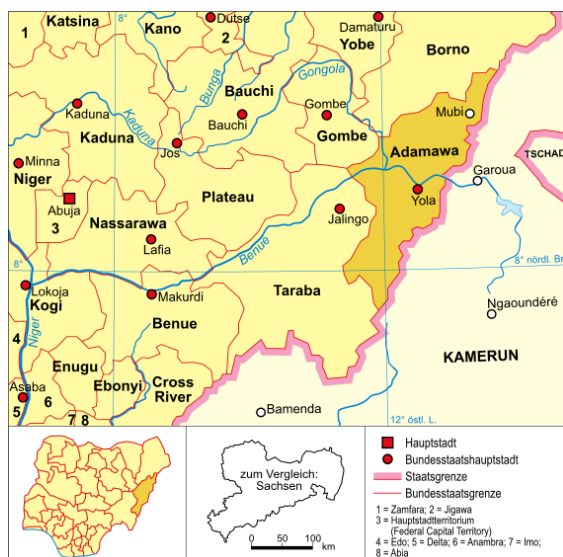 Katsina
Kano
Dutse
Damaturu
1
2
Yobe
Borno
Bunga
Gongola
Bauchi
Kaduna
Kaduna
Bauchi
Gombe
Mubi
Kaduna
Jos
Gombe
Adamawa
Minna
TSCHAD
Niger
Plateau
Garoua
Abuja
3
Nassarawa
Jalingo
Yola
Lafia
Benue
8°
8°
8° nördl. Br
Lokoja
Makurdi
Taraba
Kogi
Niger
Benue
Ngaoundéré
4
Enugu
Ebonyi
Cross
River
KAMERUN
Asaba
5
6
7
8
Bamenda
12° östl. L.
zum Vergleich:
Sachsen
0 50 100
km
Hauptstadt
Bundesstaatshauptstadt
Staatsgrenze
Bundesstaatsgrenze
1 = Zamfara; 2 = Jigawa
3 = Hauptstadtterritorium
(Federal Capital Territory)
4 = Edo; 5 = Delta; 6 = Anambra; 7 = Imo;
8 = Abia